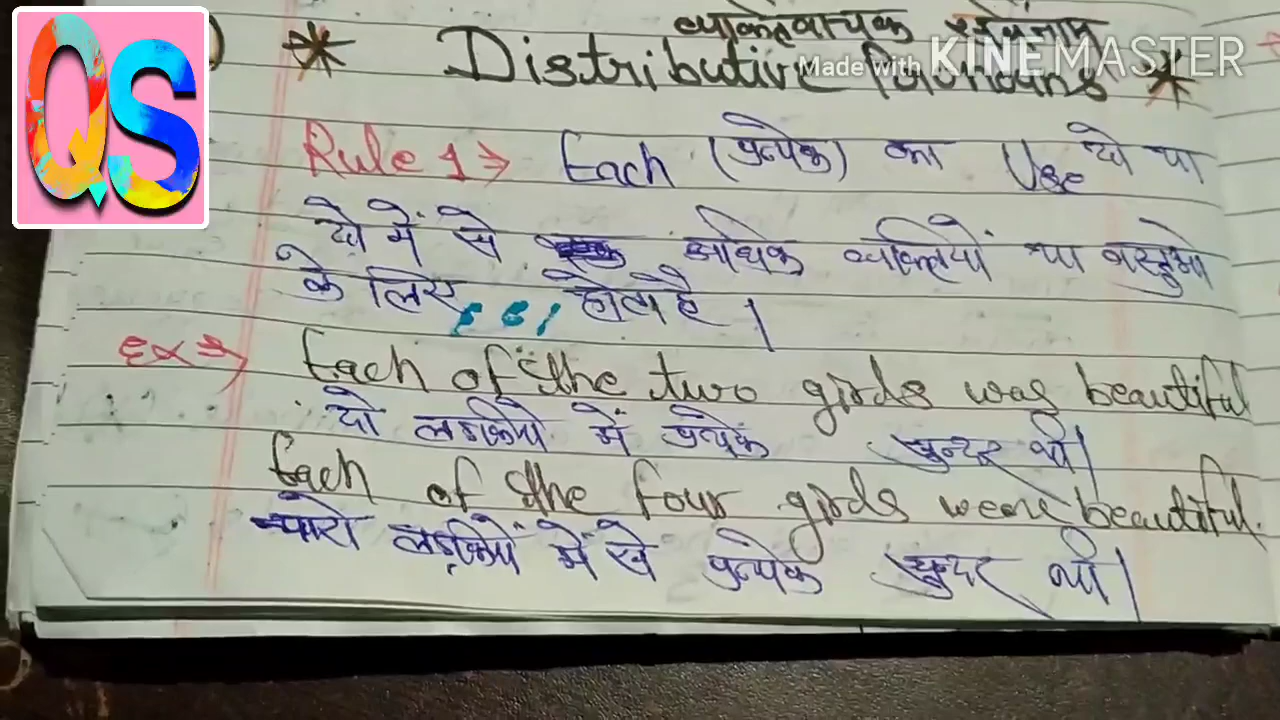 QS
व्यक्तिवाचक सर्वनाम
Made with KINEMASTER
* Distributive Pronouns *
Rule 1 → Each (प्रत्येक) का Use दो या
दो में से अधिक व्यक्तियों या वस्तुओ
के लिए होता है |
Ex → Each of the two girls was beautiful
दो लडकियो में प्रत्येक सुन्दर थी|
Each of the four girls were beautiful.
चारो लड़कियों में से प्रत्येक सुन्दर थी|